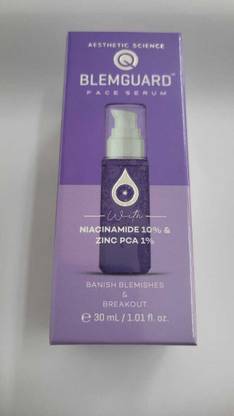 AESTHETIC SCIENCE
BLEMGUARD™
FACE SERUM
With
NIACINAMIDE 10% &
ZINC PCA 1%
BANISH BLEMISHES
&
BREAKOUT
℮ 30 mL / 1.01 fl. oz.